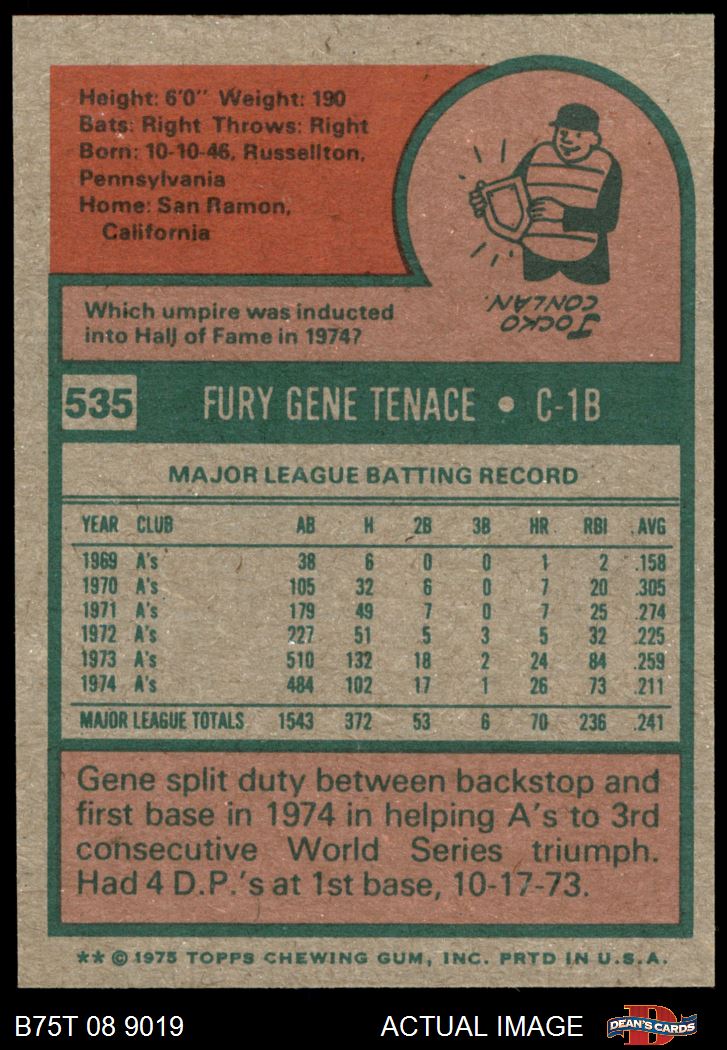 Height: 6'0" Weight: 190
Bats: Right Throws: Right
Born: 10-10-46, Russellton,
Pennsylvania
Home: San Ramon,
California
JOCKO
CONLAN.
Which umpire was inducted
into Hall of Fame in 1974?
535 FURY GENE TENACE • C-1B
MAJOR LEAGUE BATTING RECORD
YEAR CLUB AB H 2B 3B HR RBI AVG
1969 A's 38 6 0 0 1 2 .158
1970 A's 105 32 6 0 7 20 .305
1971 A's 179 49 7 0 7 25 .274
1972 A's 227 51 5 3 5 32 .225
1973 A's 510 132 18 2 24 84 .259
1974 A's 484 102 17 1 26 73 .211
MAJOR LEAGUE TOTALS 1543 372 53 6 70 236 .241
Gene split duty between backstop and
first base in 1974 in helping A's to 3rd
consecutive World Series triumph.
Had 4 D.P.'s at 1st base, 10-17-73.
** © 1975 TOPPS CHEWING GUM, INC. PRTD IN U.S.A.
B75T 08 9019 ACTUAL IMAGE DEAN'S CARDS